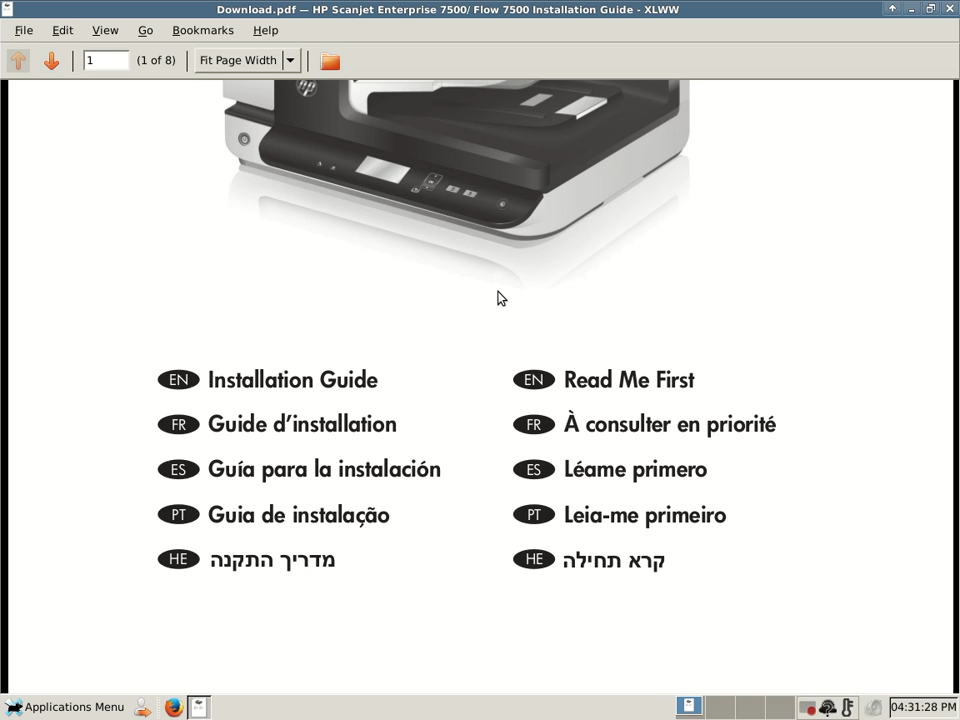 Download.pdf — HP Scanjet Enterprise 7500/ Flow 7500 Installation Guide - XLWW
File Edit View Go Bookmarks Help
1 (1 of 8) Fit Page Width
hp
EN Installation Guide
EN Read Me First
FR Guide d’installation
FR À consulter en priorité
ES Guía para la instalación
ES Léame primero
PT Guia de instalação
PT Leia-me primeiro
HE מדריך התקנה
HE קרא תחילה
Applications Menu 04:31:28 PM